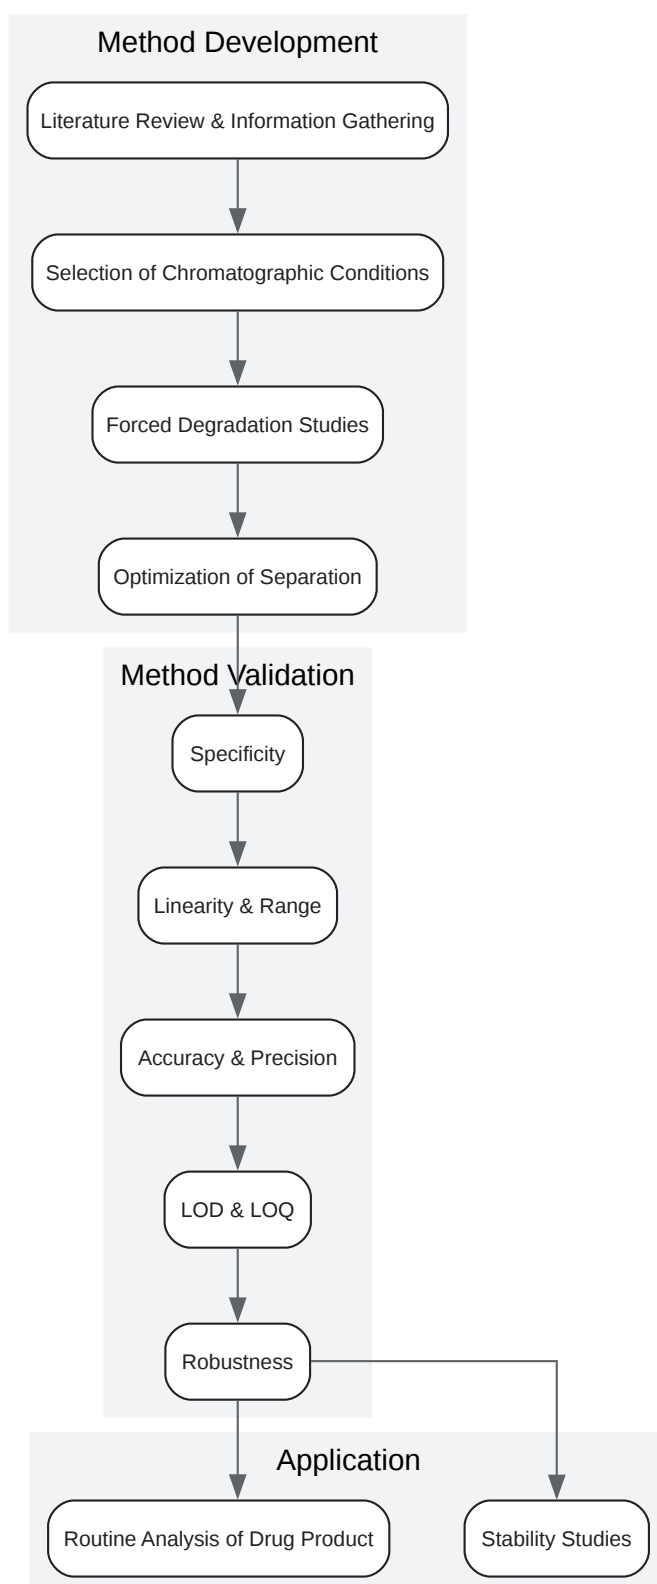 Method Development
Literature Review & Information Gathering
Selection of Chromatographic Conditions
Forced Degradation Studies
Optimization of Separation
Method Validation
Specificity
Linearity & Range
Accuracy & Precision
LOD & LOQ
Robustness
Application
Routine Analysis of Drug Product
Stability Studies